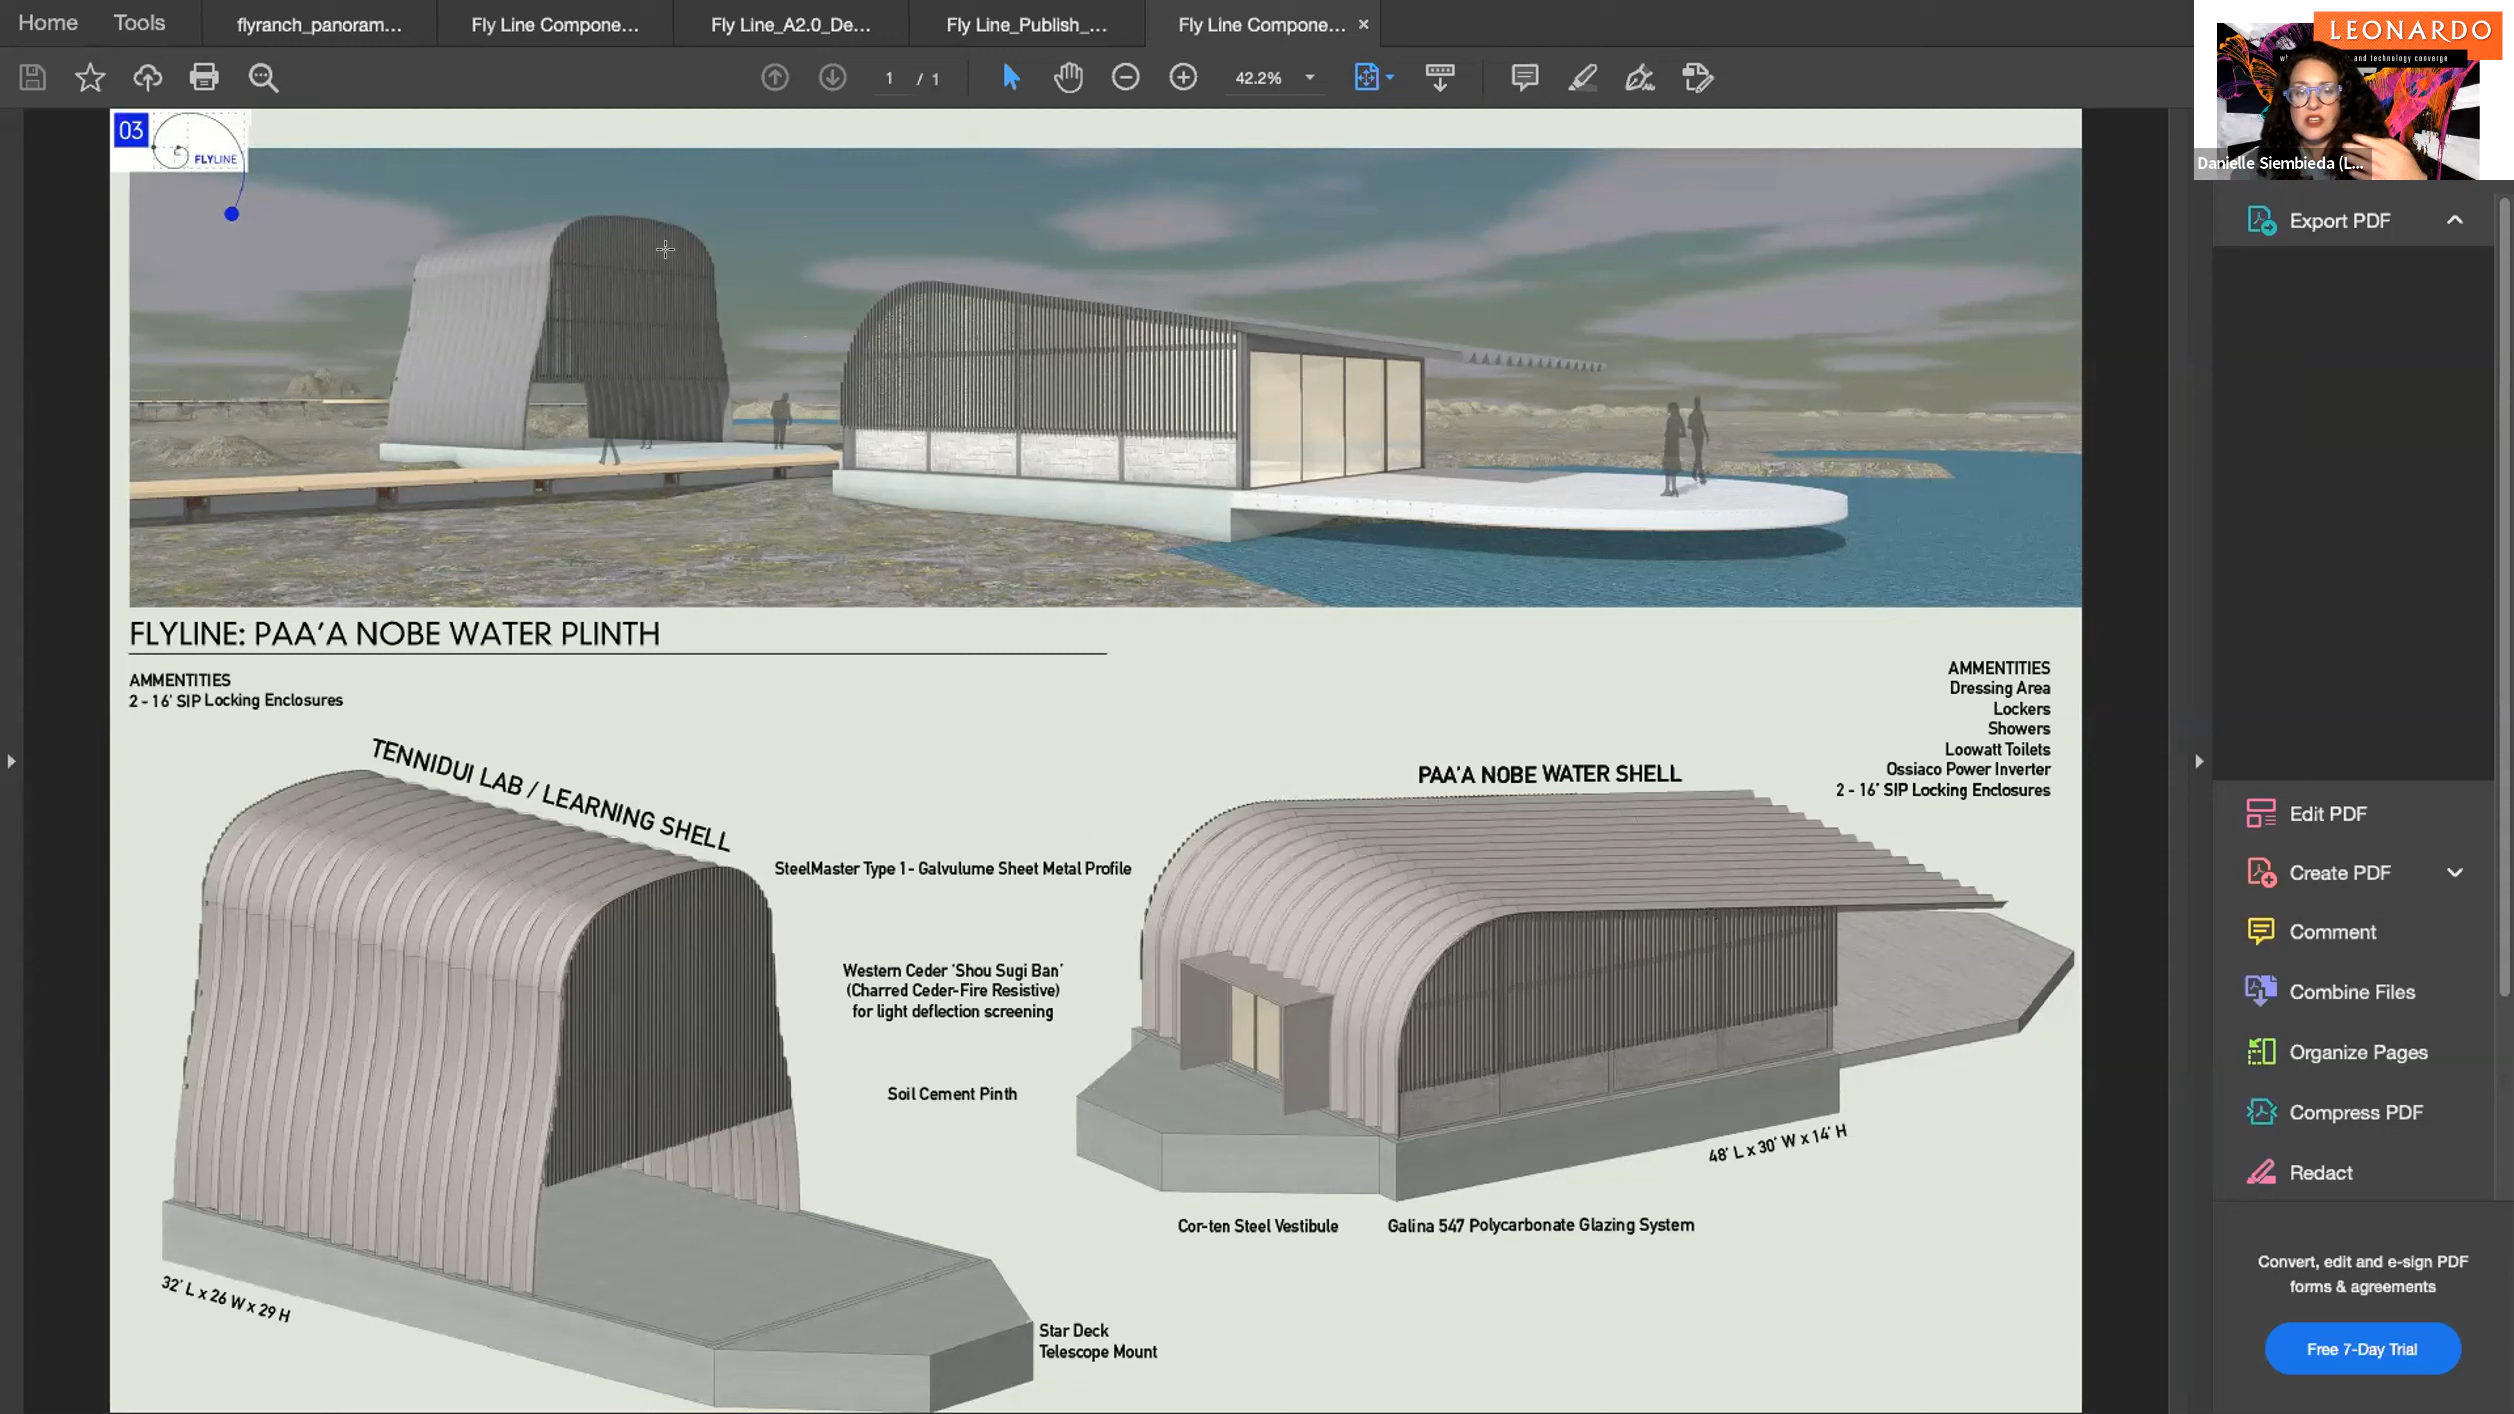 Home
Tools
flyranch_panoram...
Fly Line Compone...
Fly Line_A2.0_De...
Fly Line_Publish_...
Fly Line Compone...
1 / 1
42.2%
LEONARDO
and technology converge
Danielle Siembieda (L...
03
FLYLINE
FLYLINE: PAA'A NOBE WATER PLINTH
AMMENTITIES
2 - 16' SIP Locking Enclosures
AMMENTITIES
Dressing Area
Lockers
Showers
Loowatt Toilets
Ossiaco Power Inverter
2 - 16' SIP Locking Enclosures
TENNIDUI LAB / LEARNING SHELL
PAA'A NOBE WATER SHELL
SteelMaster Type 1- Galvulume Sheet Metal Profile
Western Ceder 'Shou Sugi Ban'
(Charred Ceder-Fire Resistive)
for light deflection screening
Soil Cement Pinth
48' L x 30' W x 14' H
Cor-ten Steel Vestibule
Galina 547 Polycarbonate Glazing System
32' L x 26 W x 29 H
Star Deck
Telescope Mount
Export PDF
Edit PDF
Create PDF
Comment
Combine Files
Organize Pages
Compress PDF
Redact
Convert, edit and e-sign PDF
forms & agreements
Free 7-Day Trial